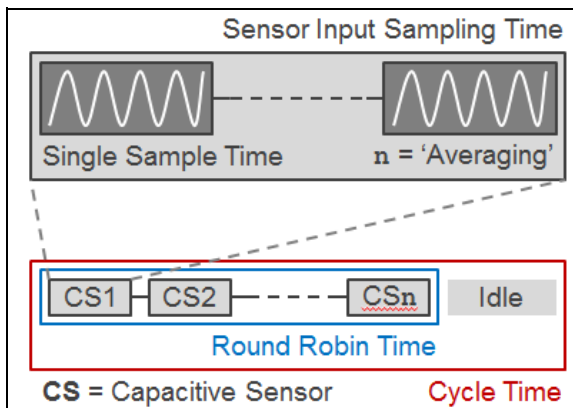 Sensor Input Sampling Time
Single Sample Time n = 'Averaging'
CS1 CS2 CSn Idle
Round Robin Time
CS = Capacitive Sensor Cycle Time